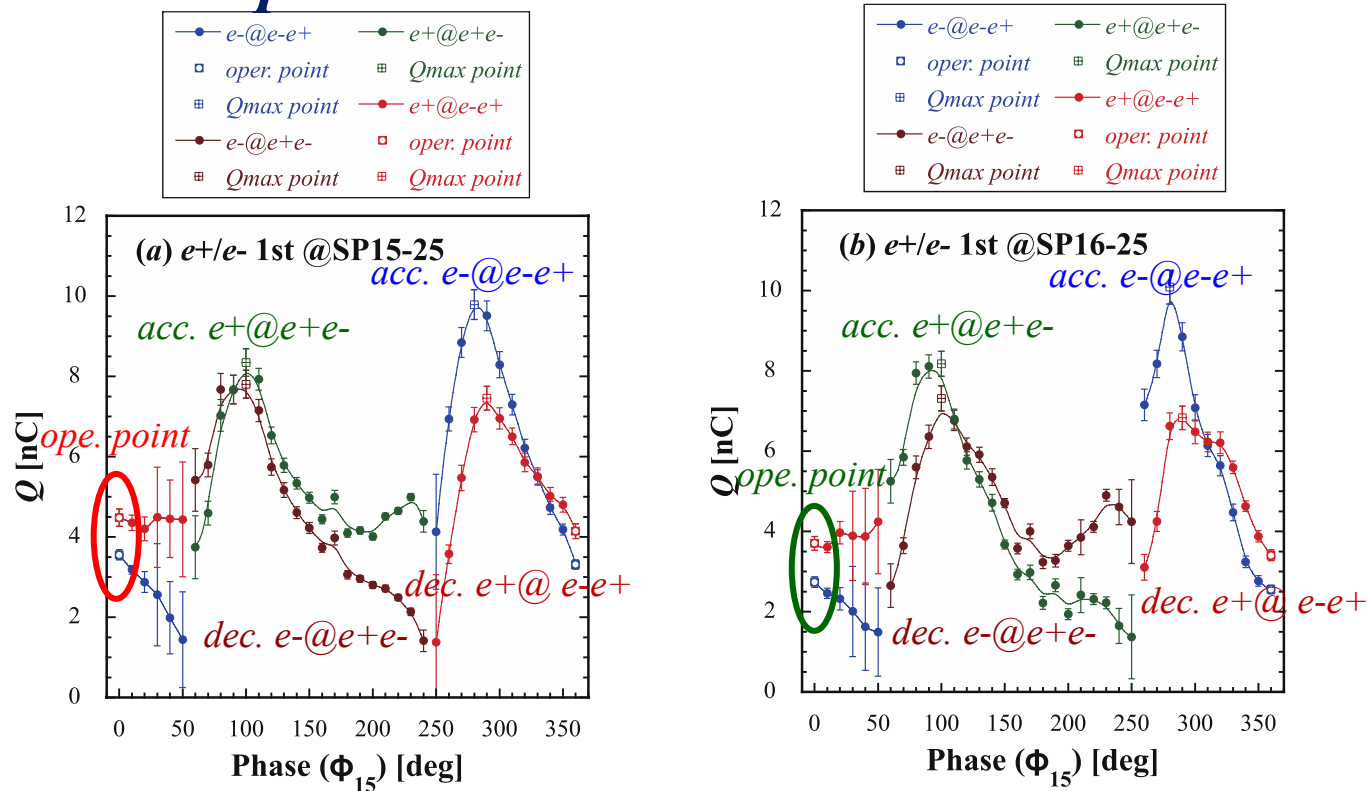 e-@e-e+
e+@e+e-
oper. point
Qmax point
Qmax point
e+@e-e+
e-@e+e-
oper. point
Qmax point
Qmax point
12
10
8
6
4
2
0
Q [nC]
(a) e+/e- 1st @SP15-25
acc. e-@e-e+
acc. e+@e+e-
ope. point
dec. e+@ e-e+
dec. e-@e+e-
0 50 100 150 200 250 300 350
Phase (ϕ15) [deg]
e-@e-e+
e+@e+e-
oper. point
Qmax point
Qmax point
e+@e-e+
e-@e+e-
oper. point
Qmax point
Qmax point
12
10
8
6
4
2
0
Q [nC]
(b) e+/e- 1st @SP16-25
acc. e-@e-e+
acc. e+@e+e-
ope. point
dec. e+@ e-e+
dec. e-@e+e-
0 50 100 150 200 250 300 350
Phase (ϕ15) [deg]